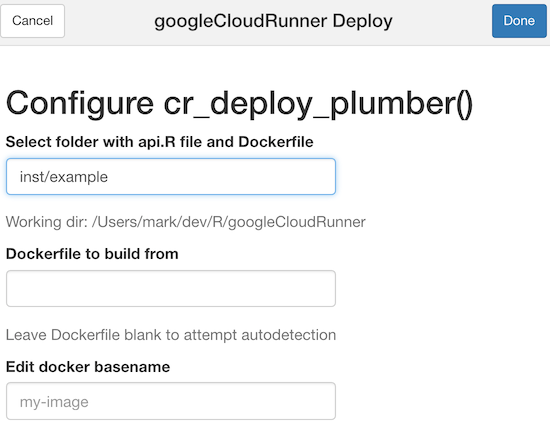 Cancel
googleCloudRunner Deploy
Done
Configure cr_deploy_plumber()
Select folder with api.R file and Dockerfile
inst/example
Working dir: /Users/mark/dev/R/googleCloudRunner
Dockerfile to build from
Leave Dockerfile blank to attempt autodetection
Edit docker basename
my-image